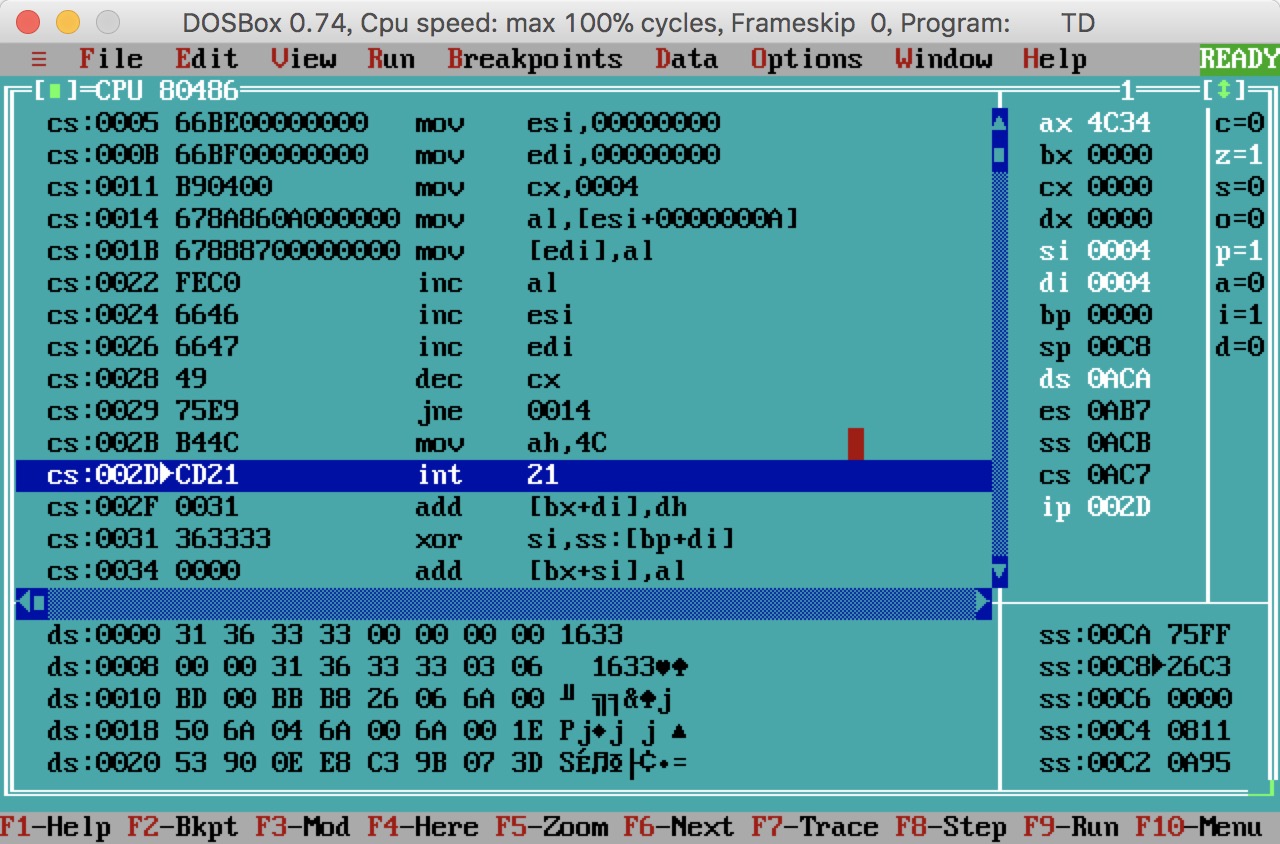 DOSBox 0.74, Cpu speed: max 100% cycles, Frameskip 0, Program: TD
≡ File Edit View Run Breakpoints Data Options Window Help READY
[■]=CPU 80486 1 [↕]
cs:0005 66BE00000000 mov esi,00000000 ax 4C34 c=0
cs:000B 66BF00000000 mov edi,00000000 bx 0000 z=1
cs:0011 B90400 mov cx,0004 cx 0000 s=0
cs:0014 678A860A000000 mov al,[esi+0000000A] dx 0000 o=0
cs:001B 67888700000000 mov [edi],al si 0004 p=1
cs:0022 FEC0 inc al di 0004 a=0
cs:0024 6646 inc esi bp 0000 i=1
cs:0026 6647 inc edi sp 00C8 d=0
cs:0028 49 dec cx ds 0ACA
cs:0029 75E9 jne 0014 es 0AB7
cs:002B B44C mov ah,4C ss 0ACB
cs:002D►CD21 int 21 cs 0AC7
cs:002F 0031 add [bx+di],dh ip 002D
cs:0031 363333 xor si,ss:[bp+di]
cs:0034 0000 add [bx+si],al
ds:0000 31 36 33 33 00 00 00 00 1633 ss:00CA 75FF
ds:0008 00 00 31 36 33 33 03 06 1633♥♠ ss:00C8►26C3
ds:0010 BD 00 BB B8 26 06 6A 00 ╜ ╗╕&♠j ss:00C6 0000
ds:0018 50 6A 04 6A 00 6A 00 1E Pj♦j j ▲ ss:00C4 0811
ds:0020 53 90 0E E8 C3 9B 07 3D SÉ♫Φ├¢•= ss:00C2 0A95
F1-Help F2-Bkpt F3-Mod F4-Here F5-Zoom F6-Next F7-Trace F8-Step F9-Run F10-Menu